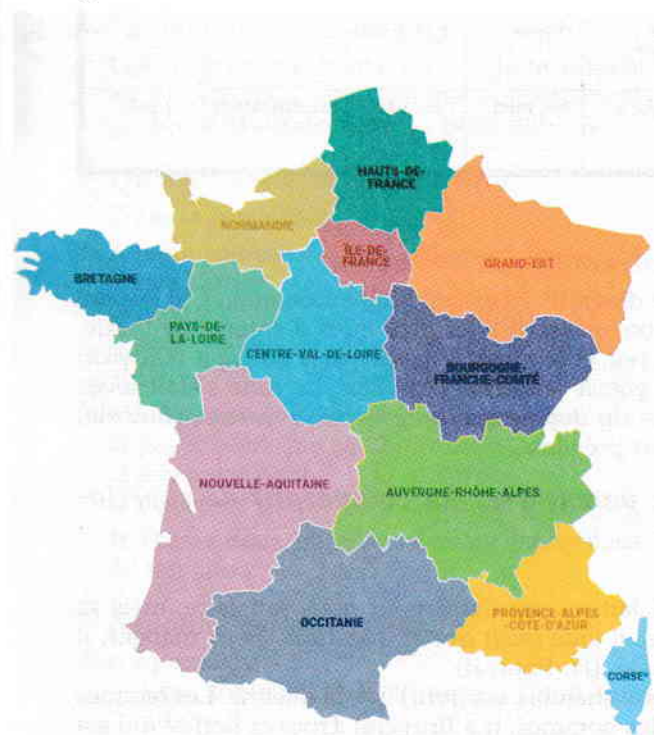 HAUTS-DE-
FRANCE
NORMANDIE
ÎLE-DE-
FRANCE
GRAND-EST
BRETAGNE
PAYS-DE-
LA-LOIRE
CENTRE-VAL-DE-LOIRE
BOURGOGNE-
FRANCHE-COMTÉ
NOUVELLE-AQUITAINE
AUVERGNE-RHÔNE-ALPES
OCCITANIE
PROVENCE-ALPES
-CÔTE-D'AZUR
CORSE*